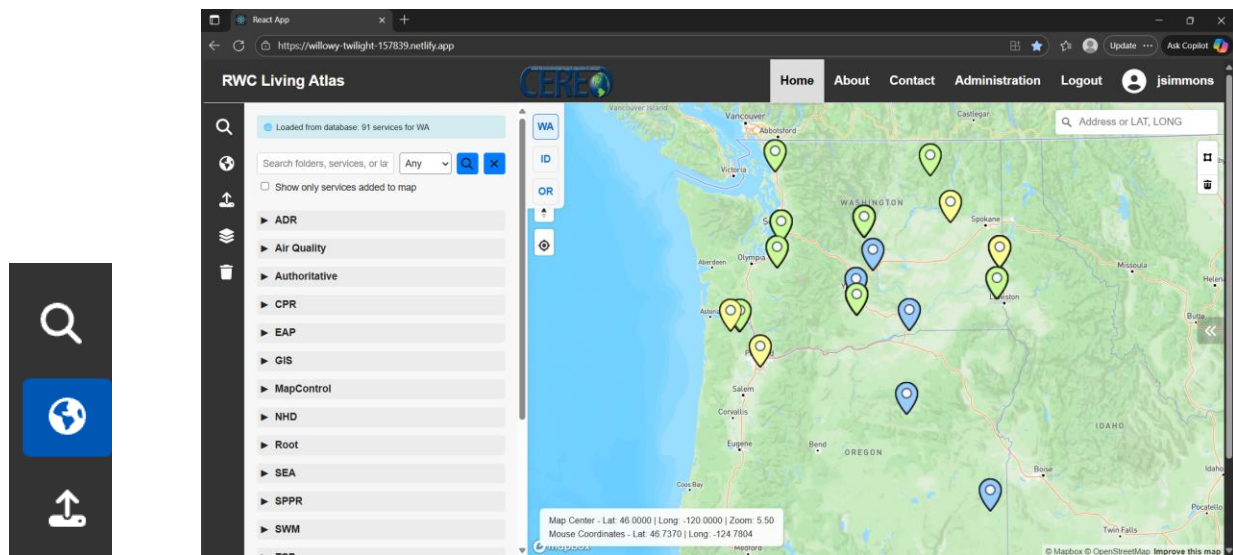 React App
https://willowy-twilight-157839.netlify.app
Update
Ask Copilot
RWC Living Atlas
CEREO
Home
About
Contact
Administration
Logout
jsimmons
Loaded from database: 91 services for WA
Search folders, services, or la
Any
Show only services added to map
ADR
Air Quality
Authoritative
CPR
EAP
GIS
MapControl
NHD
Root
SEA
SPPR
SWM
WA
ID
OR
Address or LAT, LONG
Vancouver Island
Vancouver
Abbotsford
Castlegar
Victoria
WASHINGTON
Spokane
Aberdeen
Olympia
Missoula
Helen
Lewiston
Astoria
Butte
Salem
Corvallis
Eugene
Bend
OREGON
IDAHO
Boise
Idaho
Coos Bay
Pocatello
Twin Falls
Medford
Map Center - Lat: 46.0000 | Long: -120.0000 | Zoom: 5.50
Mouse Coordinates - Lat: 46.7370 | Long: -124.7804
mapbox
© Mapbox © OpenStreetMap Improve this map